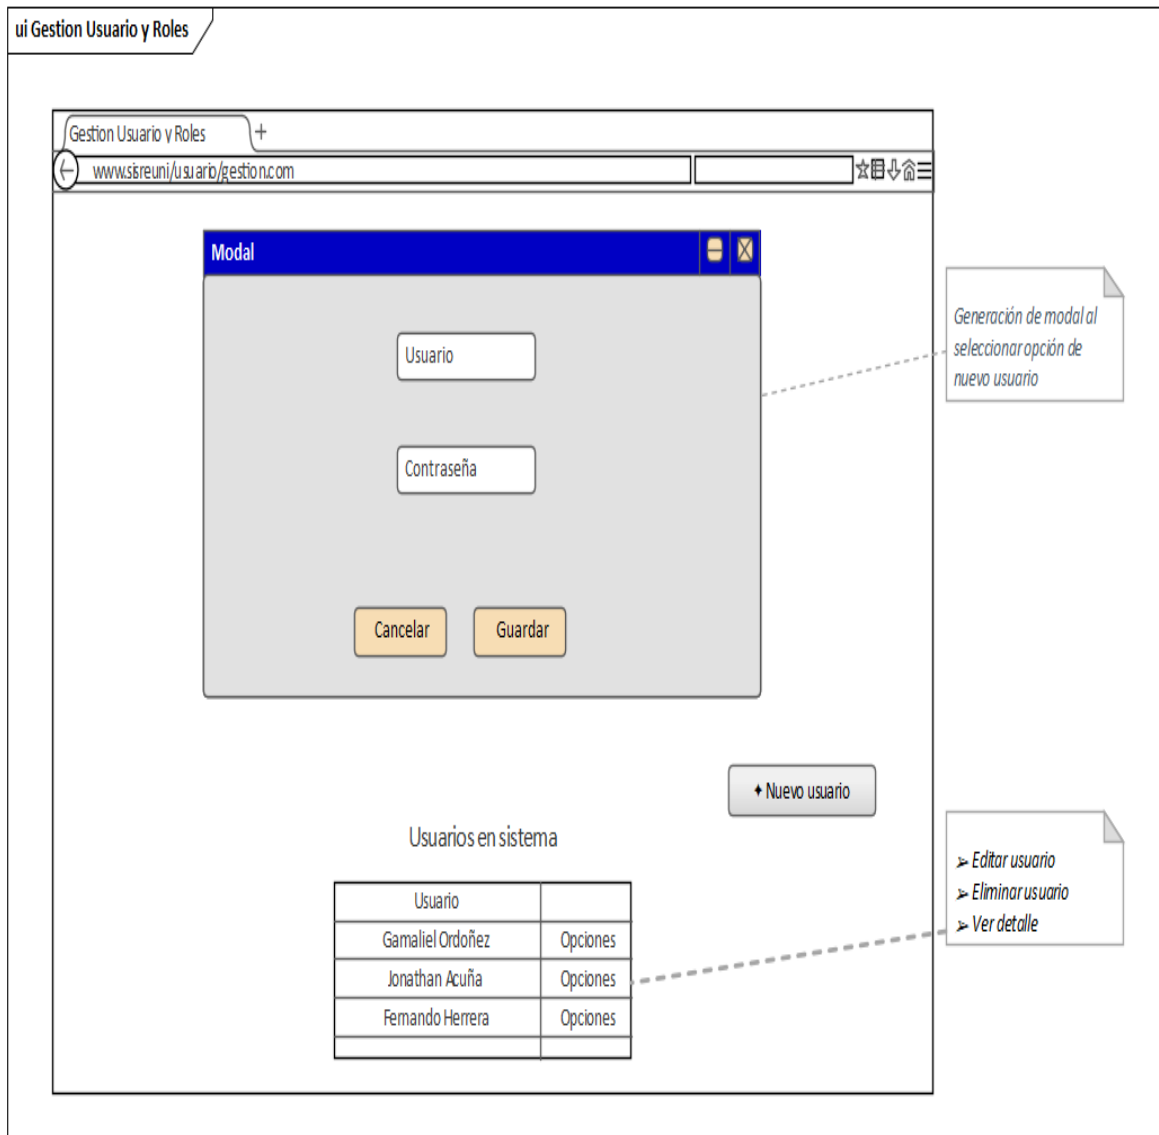 ui Gestion Usuario y Roles
Gestion Usuario y Roles
www.sisreuni/usuario/gestion.com
Modal
Usuario
Contraseña
Cancelar Guardar
Generación de modal al
seleccionar opción de
nuevo usuario
Nuevo usuario
Usuarios en sistema
Usuario
Gamaliel Ordoñez Opciones
Jonathan Acuña Opciones
Fernando Herrera Opciones
➢ Editar usuario
➢ Eliminar usuario
➢ Ver detalle